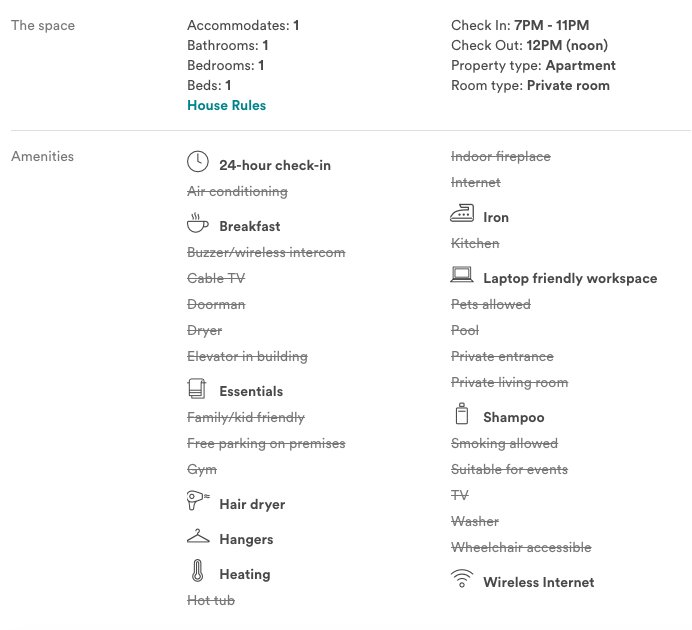 The space
Accommodates: 1
Bathrooms: 1
Bedrooms: 1
Beds: 1
House Rules
Check In: 7PM - 11PM
Check Out: 12PM (noon)
Property type: Apartment
Room type: Private room
Amenities
24-hour check-in
Air conditioning
Breakfast
Buzzer/wireless intercom
Cable TV
Doorman
Dryer
Elevator in building
Essentials
Family/kid friendly
Free parking on premises
Gym
Hair dryer
Hangers
Heating
Hot tub
Indoor fireplace
Internet
Iron
Kitchen
Laptop friendly workspace
Pets allowed
Pool
Private entrance
Private living room
Shampoo
Smoking allowed
Suitable for events
TV
Washer
Wheelchair accessible
Wireless Internet